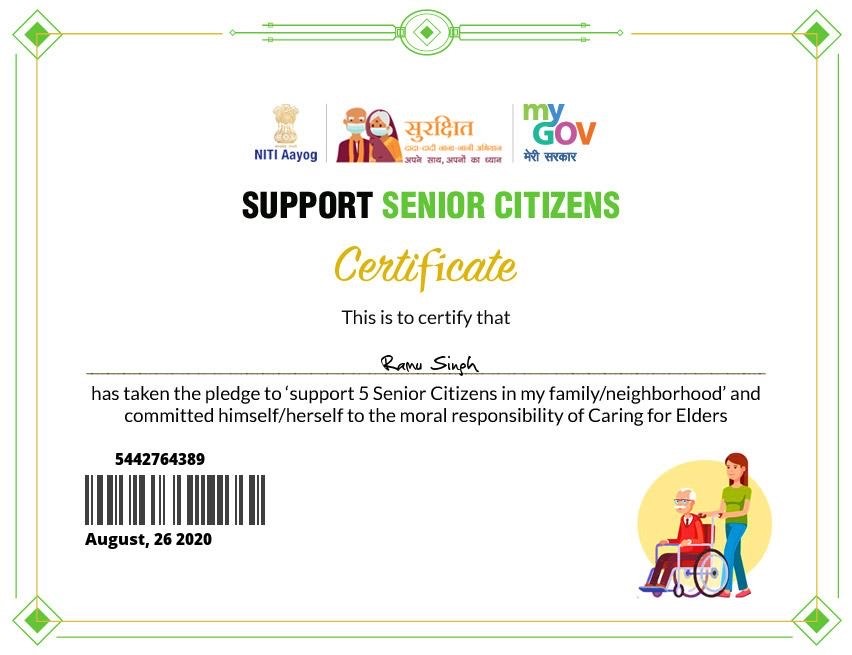 NITI Aayog
सुरक्षित
दादा-दादी नाना-नानी अभियान
अपने साथ, अपनों का ध्यान
my
GOV
मेरी सरकार
SUPPORT SENIOR CITIZENS
Certificate
This is to certify that
Ramu Singh
has taken the pledge to ‘support 5 Senior Citizens in my family/neighborhood’ and
committed himself/herself to the moral responsibility of Caring for Elders
5442764389
August, 26 2020